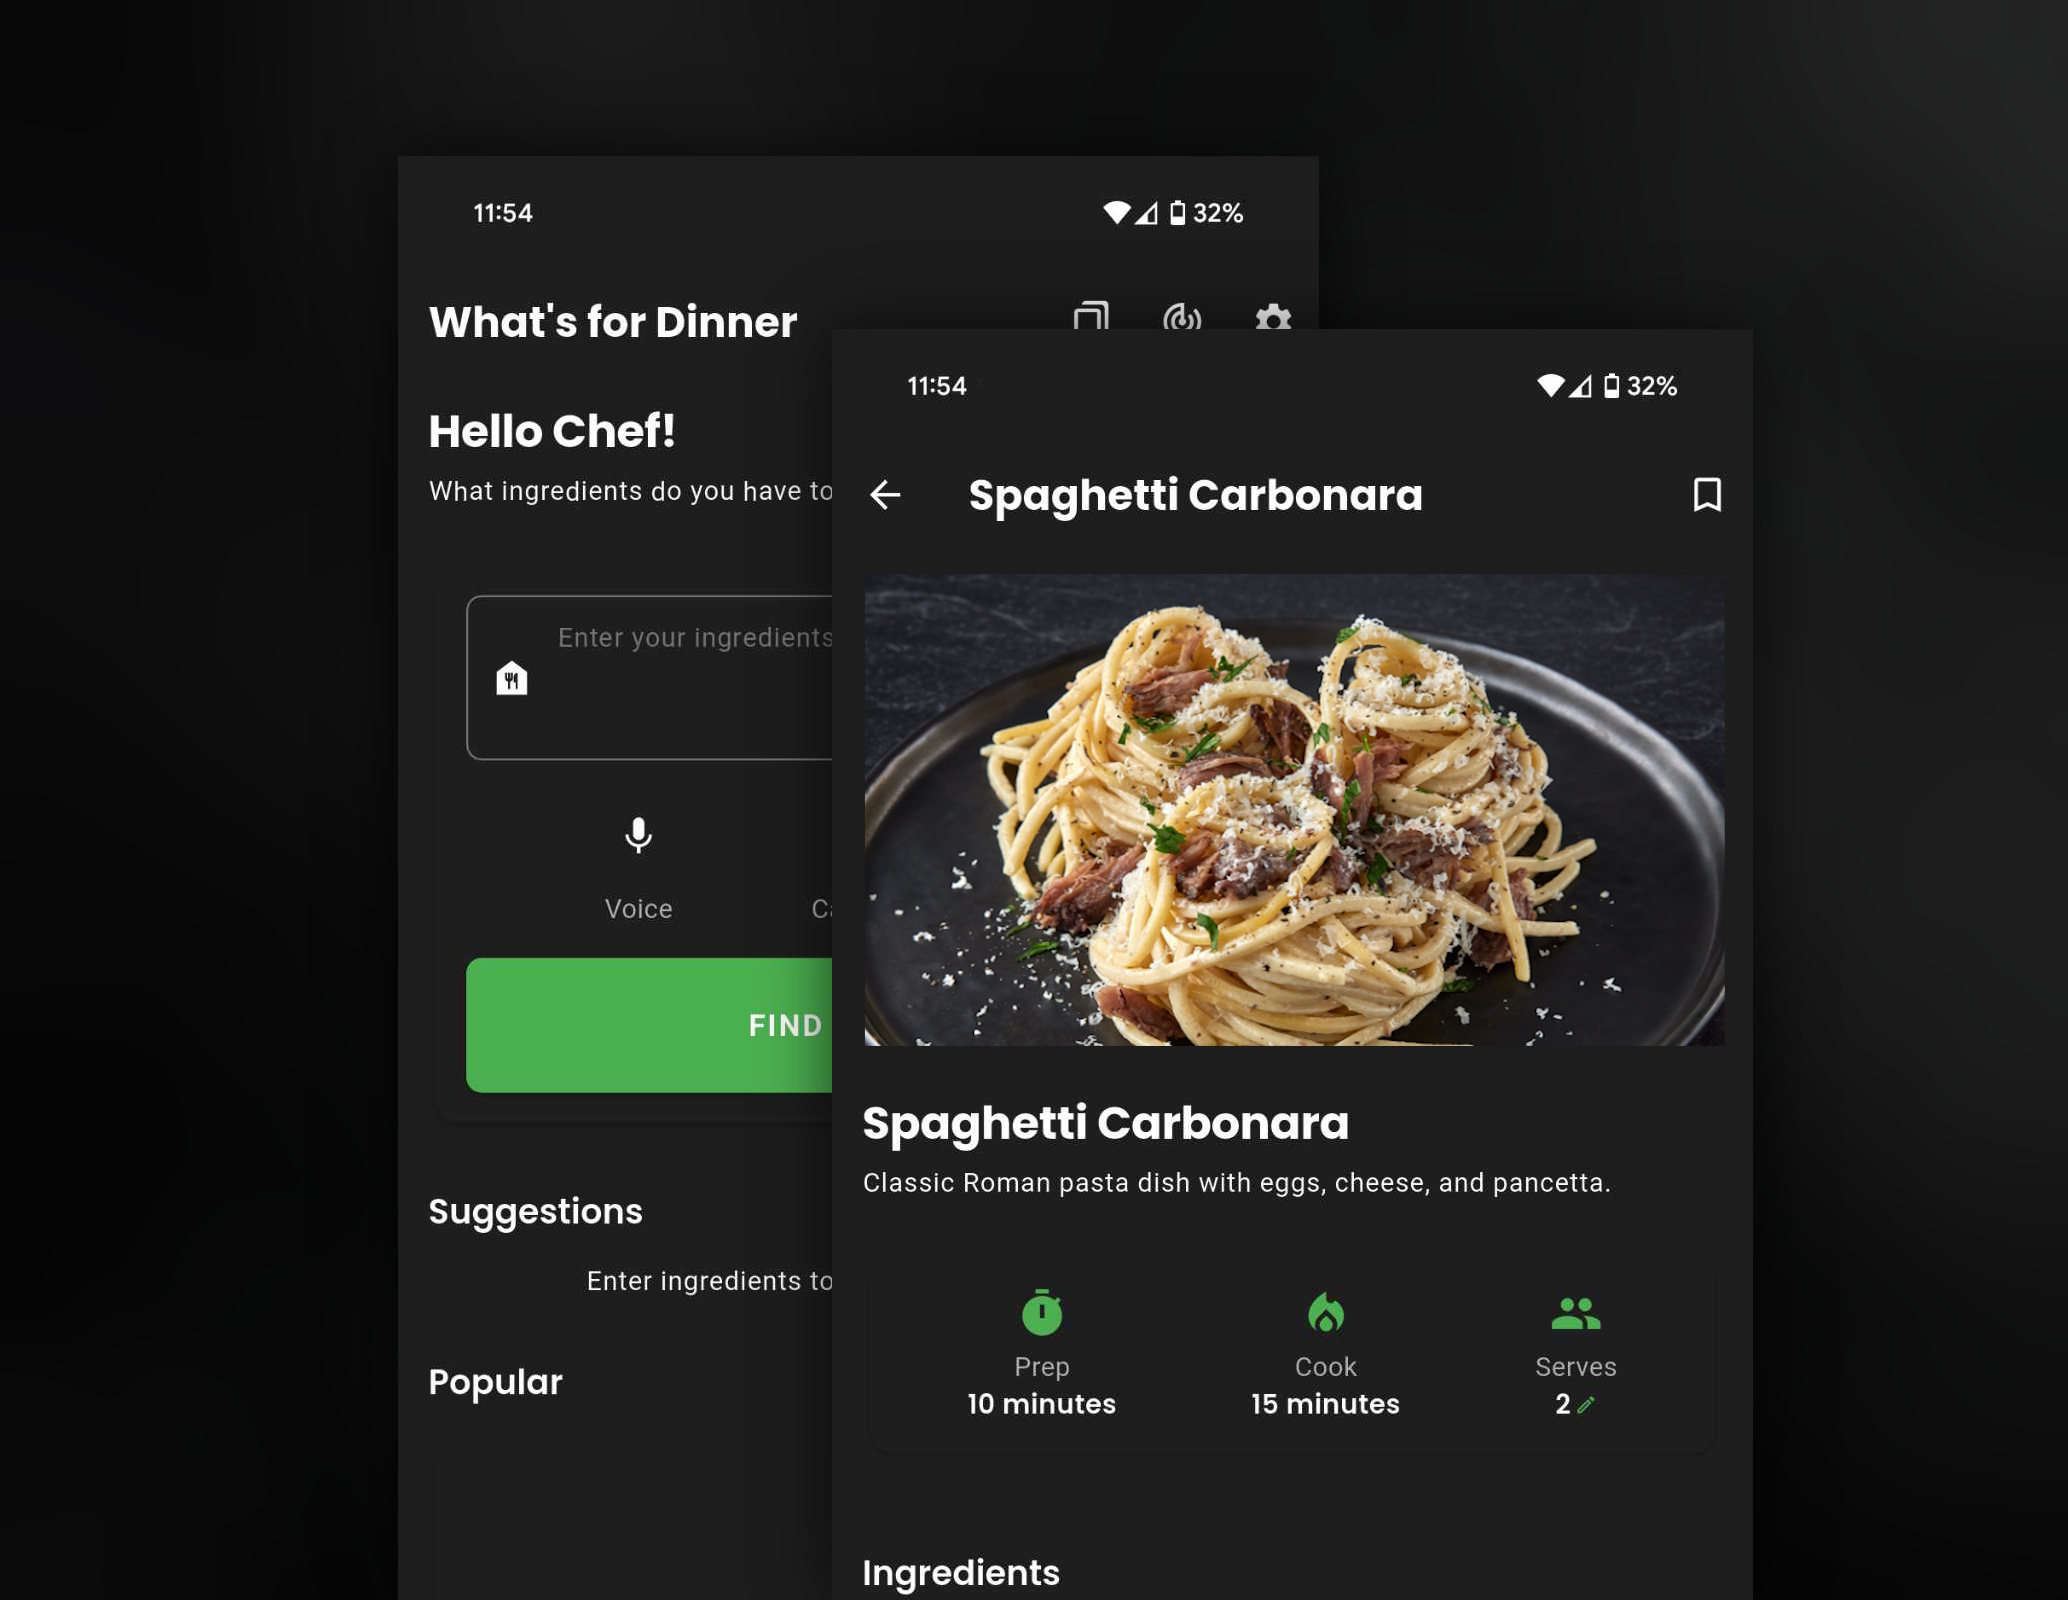 11:54
32%
What's for Dinner
Hello Chef!
What ingredients do you have to
Enter your ingredients
Voice
FIND
Suggestions
Enter ingredients to
Popular
11:54
32%
Spaghetti Carbonara
Spaghetti Carbonara
Classic Roman pasta dish with eggs, cheese, and pancetta.
Prep
Cook
Serves
10 minutes
15 minutes
2
Ingredients